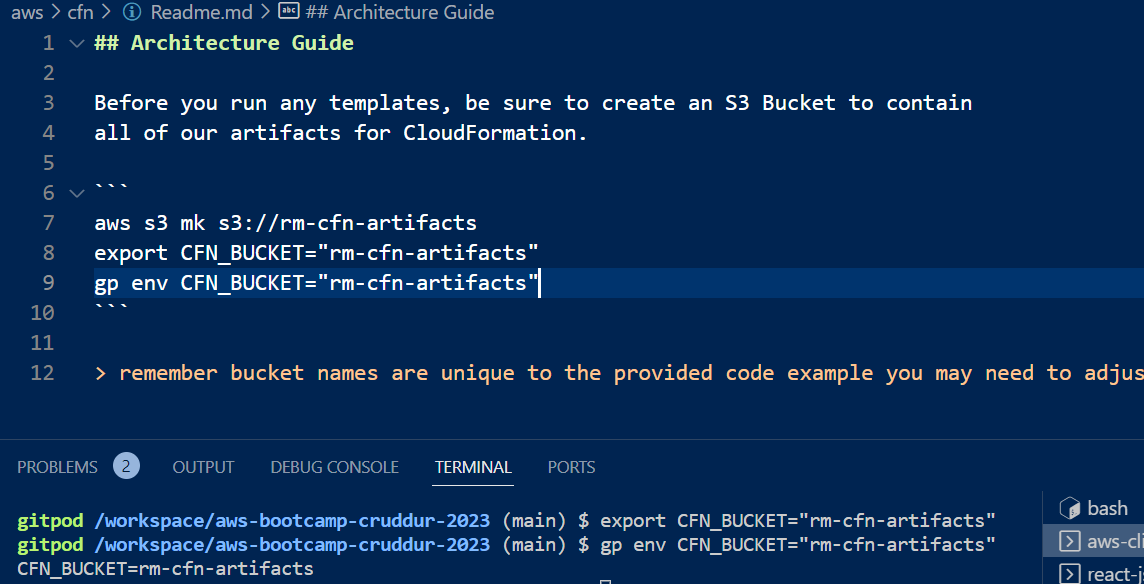 aws > cfn > Readme.md > ## Architecture Guide
1 ## Architecture Guide
2
3 Before you run any templates, be sure to create an S3 Bucket to contain
4 all of our artifacts for CloudFormation.
5
6 ```
7 aws s3 mk s3://rm-cfn-artifacts
8 export CFN_BUCKET="rm-cfn-artifacts"
9 gp env CFN_BUCKET="rm-cfn-artifacts"
10 ```
11
12 > remember bucket names are unique to the provided code example you may need to adjus
PROBLEMS 2 OUTPUT DEBUG CONSOLE TERMINAL PORTS
gitpod /workspace/aws-bootcamp-cruddur-2023 (main) $ export CFN_BUCKET="rm-cfn-artifacts"
gitpod /workspace/aws-bootcamp-cruddur-2023 (main) $ gp env CFN_BUCKET="rm-cfn-artifacts"
CFN_BUCKET=rm-cfn-artifacts
bash
aws-cli
react-j